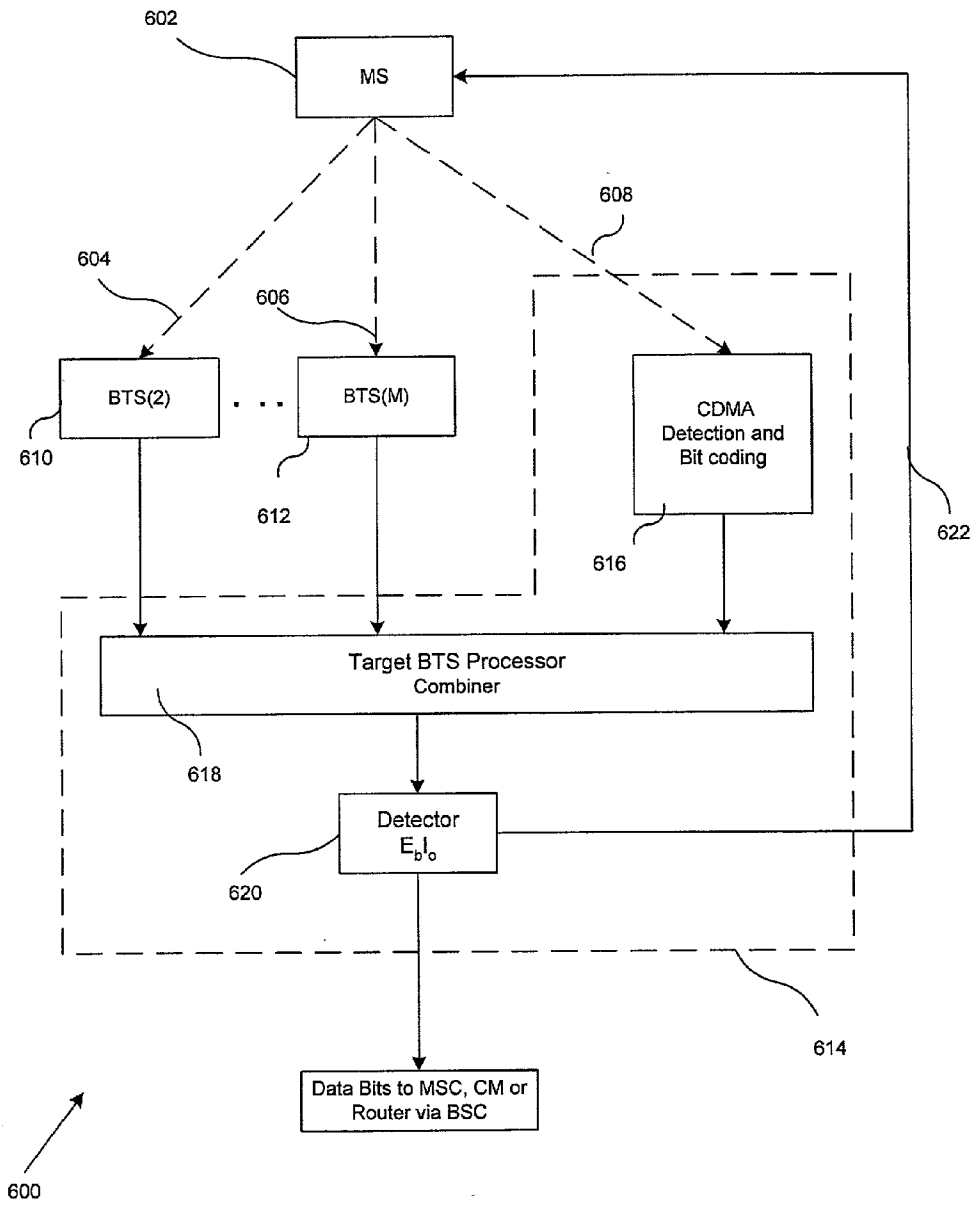 602
MS
608
604
606
BTS(2)
. . .
BTS(M)
CDMA
Detection and
Bit coding
610
612
616
622
Target BTS Processor
Combiner
618
Detector
EbIo
620
614
Data Bits to MSC, CM or
Router via BSC
600